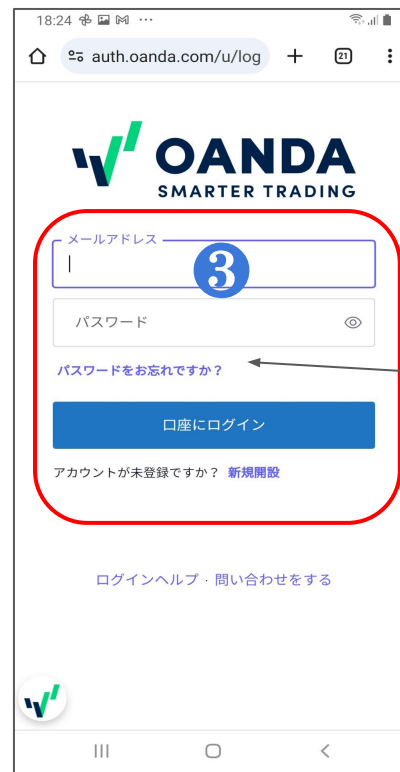 18:24
auth.oanda.com/u/log
21
OANDA
SMARTER TRADING
メールアドレス
3
パスワード
パスワードをお忘れですか？
口座にログイン
アカウントが未登録ですか？ 新規開設
ログインヘルプ · 問い合わせをする